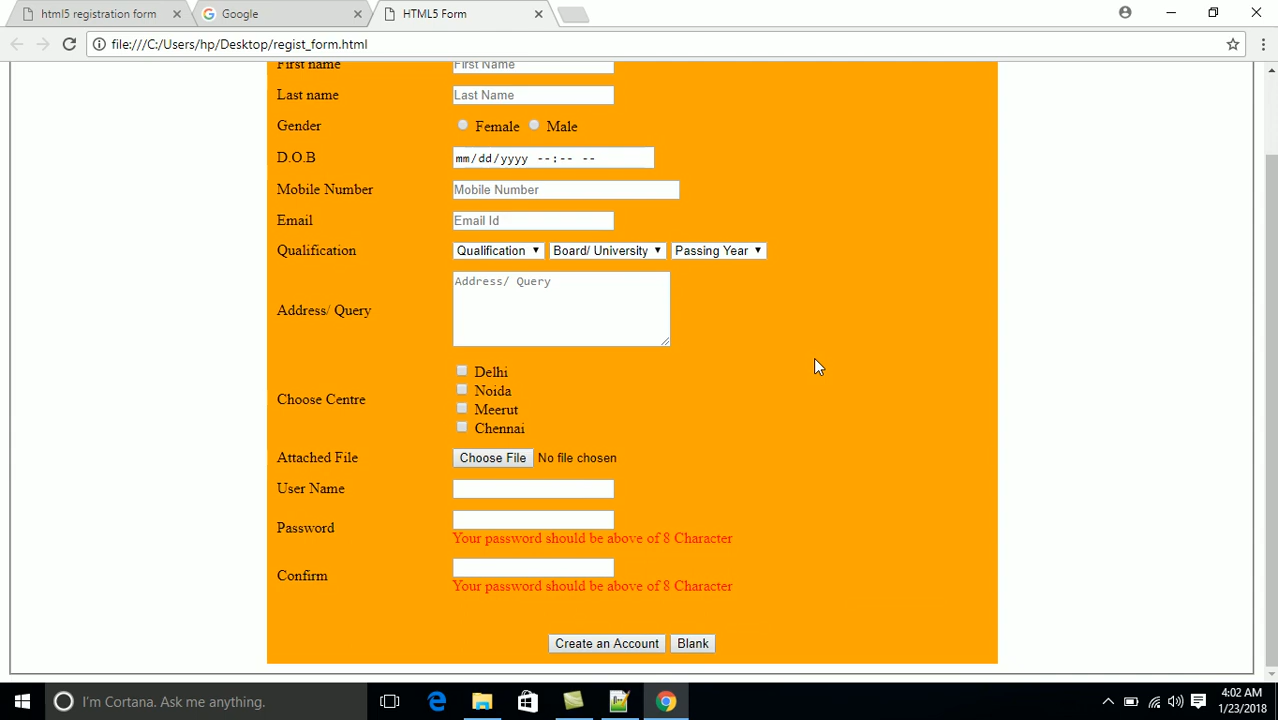 html5 registration form
Google
HTML5 Form
file:///C:/Users/hp/Desktop/regist_form.html
First name First Name
Last name Last Name
Gender Female Male
D.O.B mm/dd/yyyy --:-- --
Mobile Number Mobile Number
Email Email Id
Qualification Qualification Board/ University Passing Year
Address/ Query Address/ Query
Choose Centre
Delhi
Noida
Meerut
Chennai
Attached File Choose File No file chosen
User Name
Password
Your password should be above of 8 Character
Confirm
Your password should be above of 8 Character
Create an Account Blank
I'm Cortana. Ask me anything.
4:02 AM
1/23/2018